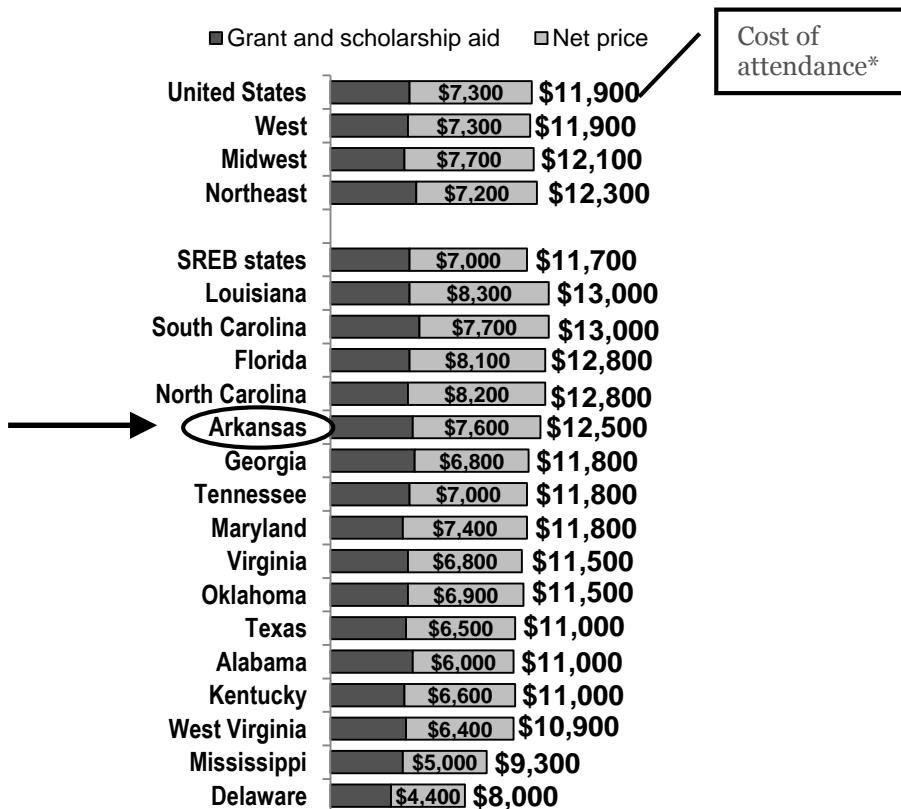 Grant and scholarship aid Net price
Cost of
attendance*
United States $7,300 $11,900
West $7,300 $11,900
Midwest $7,700 $12,100
Northeast $7,200 $12,300
SREB states $7,000 $11,700
Louisiana $8,300 $13,000
South Carolina $7,700 $13,000
Florida $8,100 $12,800
North Carolina $8,200 $12,800
Arkansas $7,600 $12,500
Georgia $6,800 $11,800
Tennessee $7,000 $11,800
Maryland $7,400 $11,800
Virginia $6,800 $11,500
Oklahoma $6,900 $11,500
Texas $6,500 $11,000
Alabama $6,000 $11,000
Kentucky $6,600 $11,000
West Virginia $6,400 $10,900
Mississippi $5,000 $9,300
Delaware $4,400 $8,000